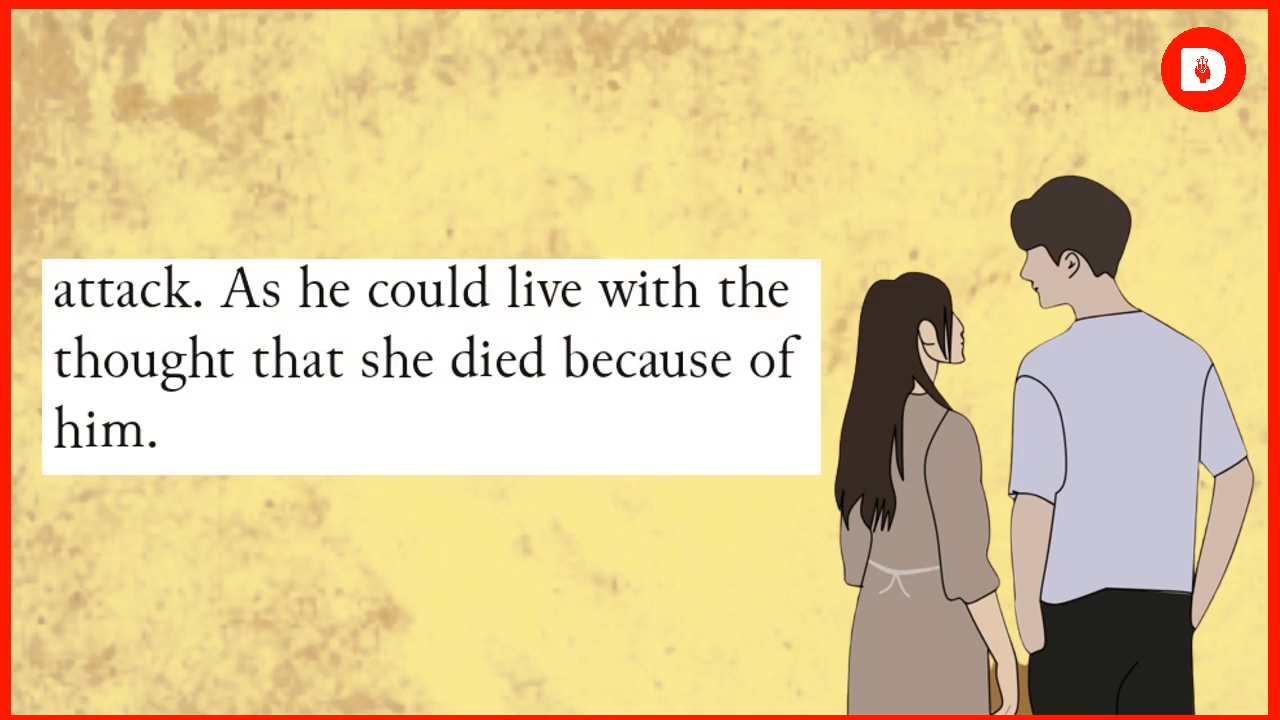 attack. As he could live with the
thought that she died because of
him.